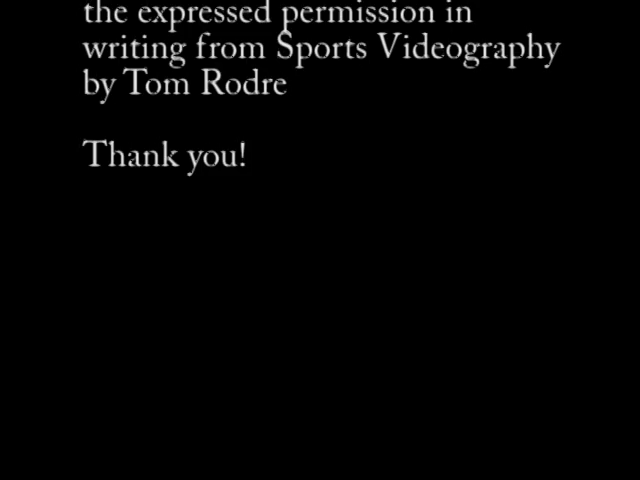 the expressed permission in
writing from Sports Videography
by Tom Rodre

Thank you!